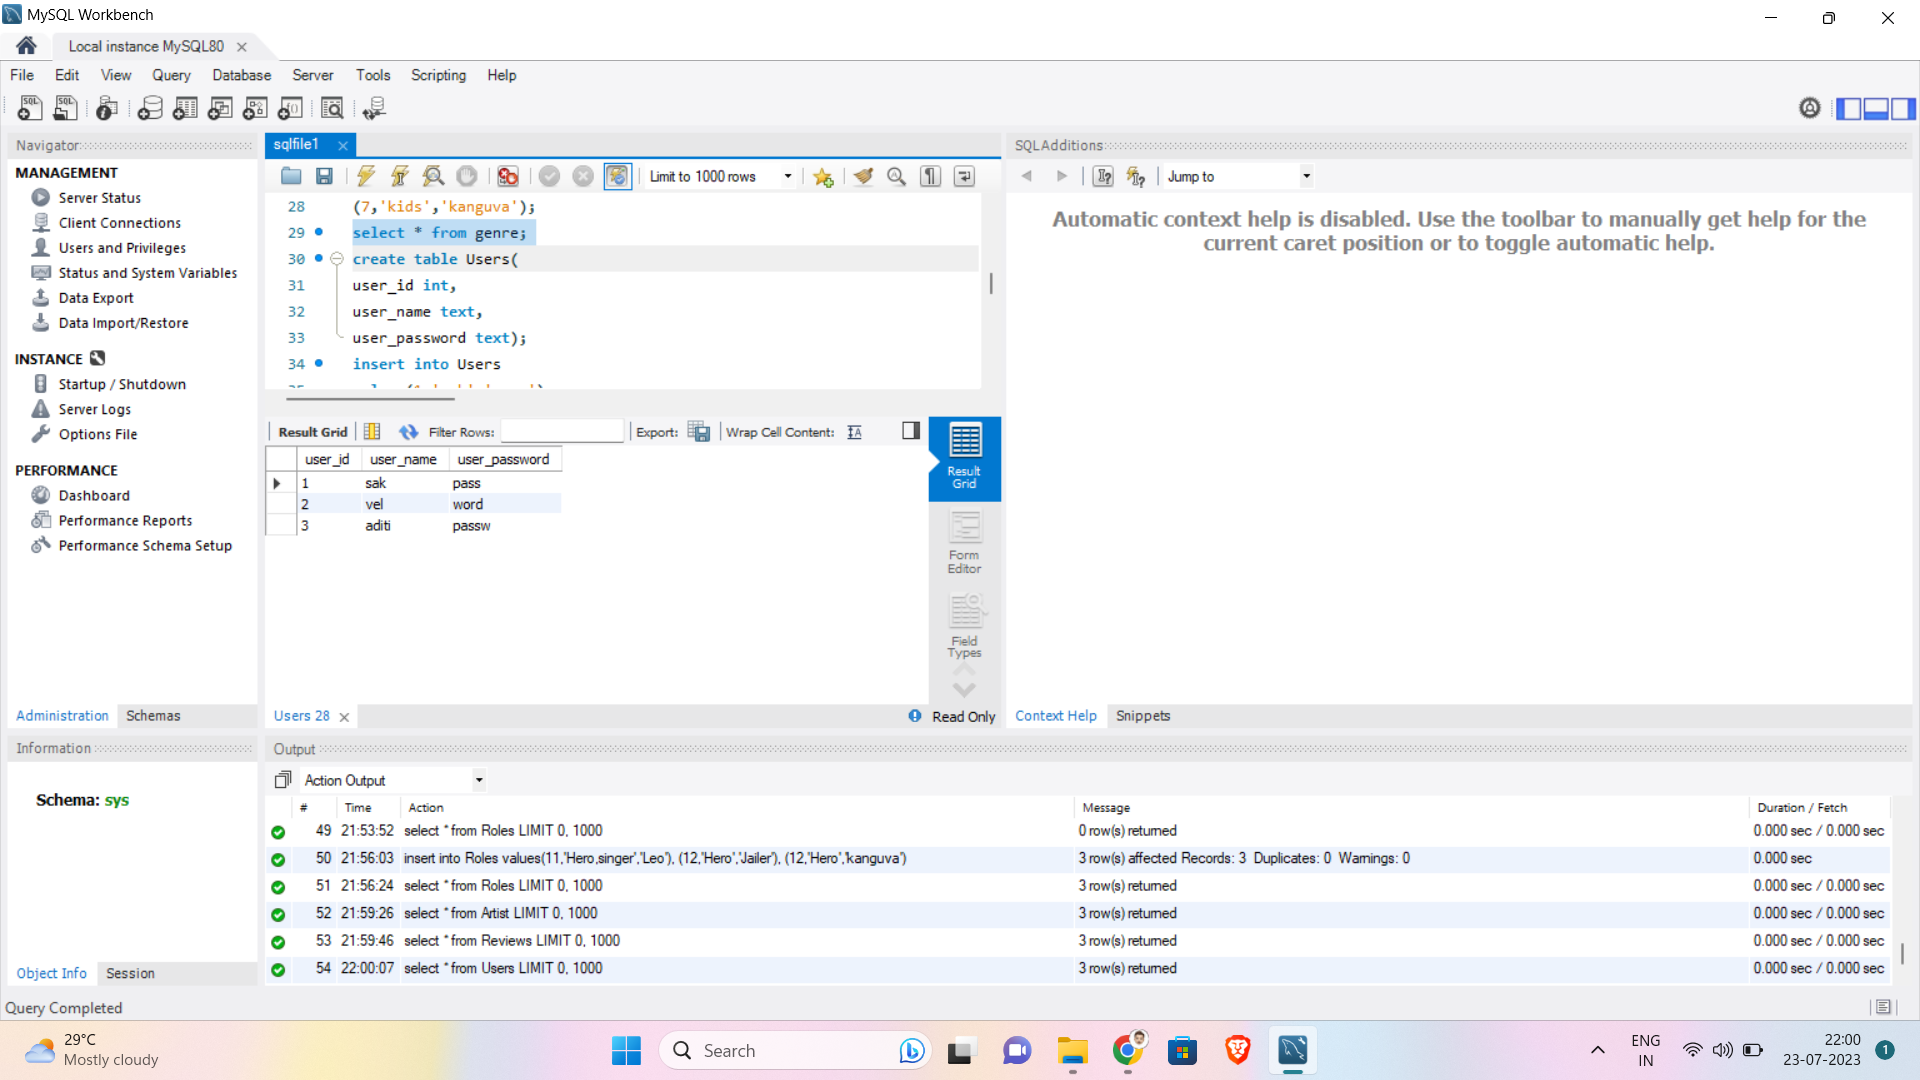 MySQL Workbench
Local instance MySQL80
File Edit View Query Database Server Tools Scripting Help
Navigator
MANAGEMENT
Server Status
Client Connections
Users and Privileges
Status and System Variables
Data Export
Data Import/Restore
INSTANCE
Startup / Shutdown
Server Logs
Options File
PERFORMANCE
Dashboard
Performance Reports
Performance Schema Setup
Administration Schemas
Information
Schema: sys
Object Info Session
Query Completed
sqlfile1
Limit to 1000 rows
28 (7,'kids','kanguva');
29 select * from genre;
30 create table Users(
31 user_id int,
32 user_name text,
33 user_password text);
34 insert into Users
Result Grid Filter Rows: Export: Wrap Cell Content:
user_id user_name user_password
1 sak pass
2 vel word
3 aditi passw
Result Grid
Form Editor
Field Types
Users 28 Read Only
SQLAdditions
Jump to
Automatic context help is disabled. Use the toolbar to manually get help for the
current caret position or to toggle automatic help.
Context Help Snippets
Output
Action Output
# Time Action Message Duration / Fetch
49 21:53:52 select * from Roles LIMIT 0, 1000 0 row(s) returned 0.000 sec / 0.000 sec
50 21:56:03 insert into Roles values(11,'Hero,singer','Leo'), (12,'Hero','Jailer'), (12,'Hero','kanguva') 3 row(s) affected Records: 3 Duplicates: 0 Warnings: 0 0.000 sec
51 21:56:24 select * from Roles LIMIT 0, 1000 3 row(s) returned 0.000 sec / 0.000 sec
52 21:59:26 select * from Artist LIMIT 0, 1000 3 row(s) returned 0.000 sec / 0.000 sec
53 21:59:46 select * from Reviews LIMIT 0, 1000 3 row(s) returned 0.000 sec / 0.000 sec
54 22:00:07 select * from Users LIMIT 0, 1000 3 row(s) returned 0.000 sec / 0.000 sec
29°C
Mostly cloudy
Search
ENG
IN
22:00
23-07-2023
1